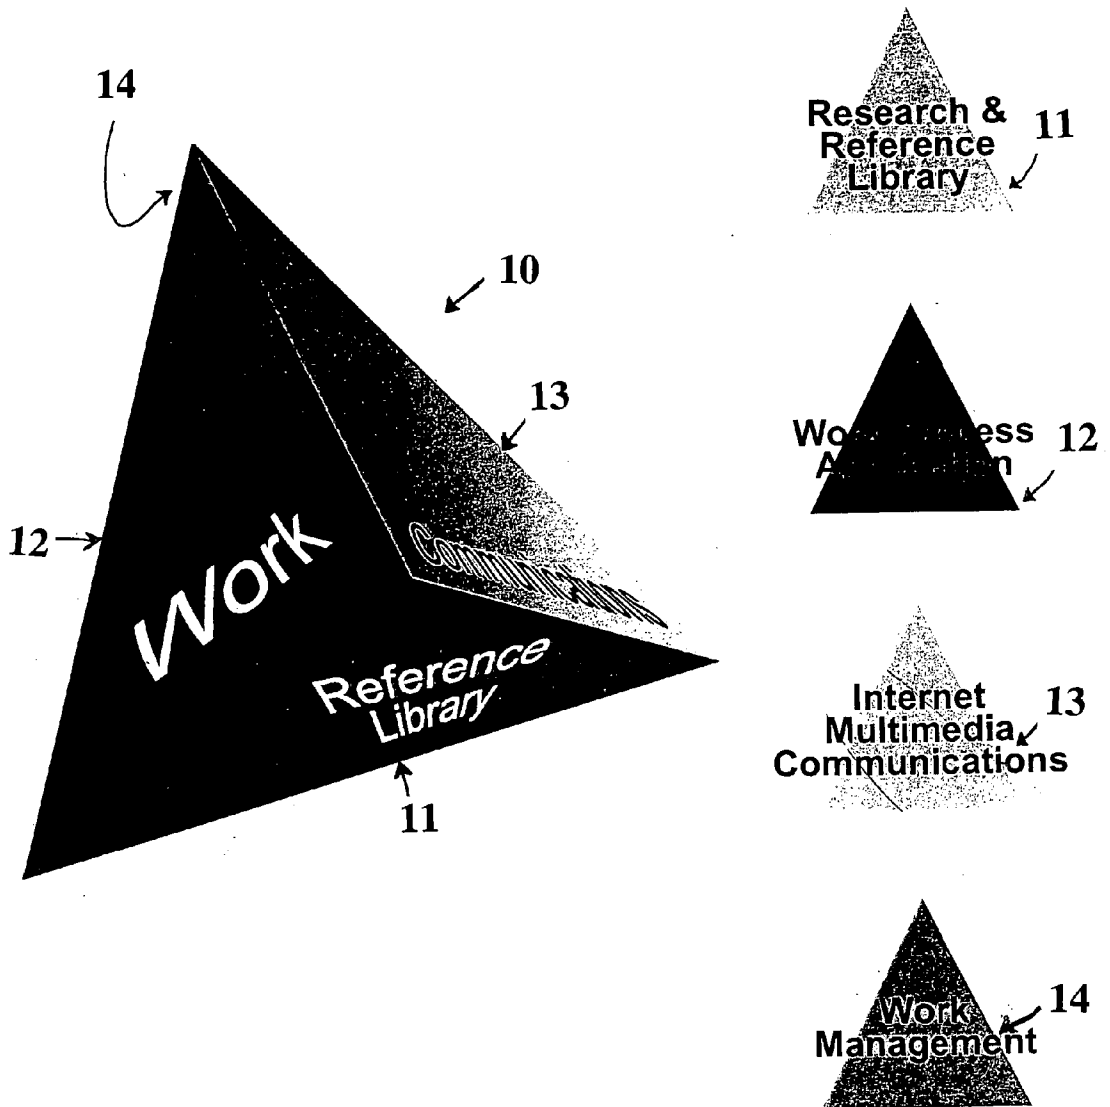 14
10
13
12
Work
Communications
Reference
Library
11
Research &
Reference
Library
11
12
Internet
Multimedia
Communications
13
Work
Management
14